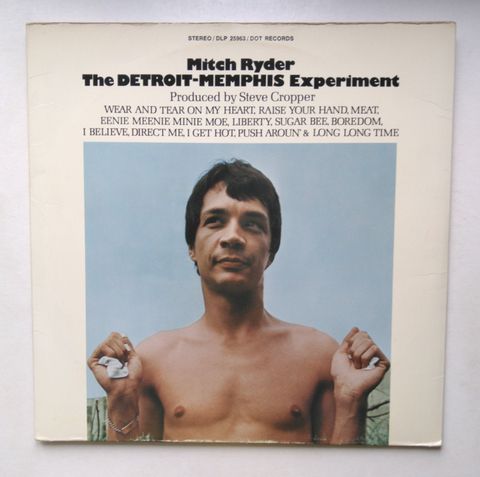 STEREO/DLP 25963/DOT RECORDS
Mitch Ryder
The DETROIT-MEMPHIS Experiment
Produced by Steve Cropper
WEAR AND TEAR ON MY HEART, RAISE YOUR HAND, MEAT,
EENIE MEENIE MINIE MOE, LIBERTY, SUGAR BEE, BOREDOM,
I BELIEVE, DIRECT ME, I GET HOT, PUSH AROUN' & LONG LONG TIME